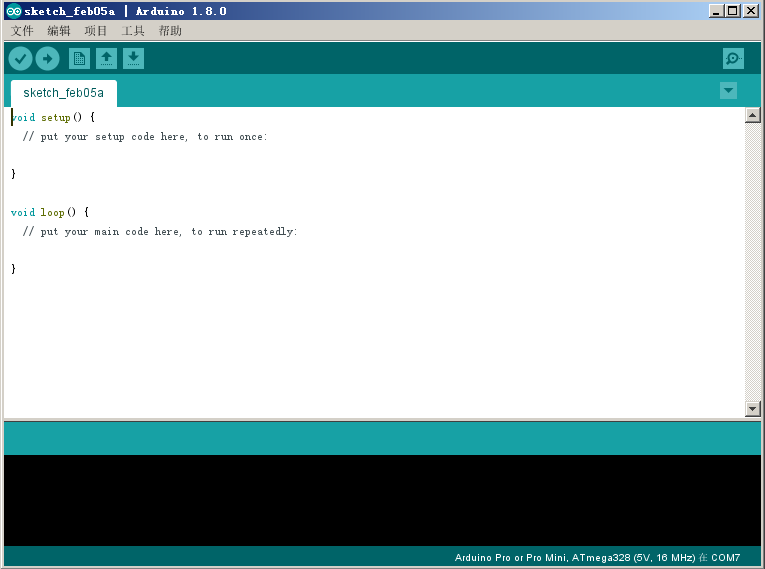 sketch_feb05a | Arduino 1.8.0
文件 编辑 项目 工具 帮助
sketch_feb05a
void setup() {
  // put your setup code here, to run once:
}
void loop() {
  // put your main code here, to run repeatedly:
}
Arduino Pro or Pro Mini, ATmega328 (5V, 16 MHz) 在 COM7